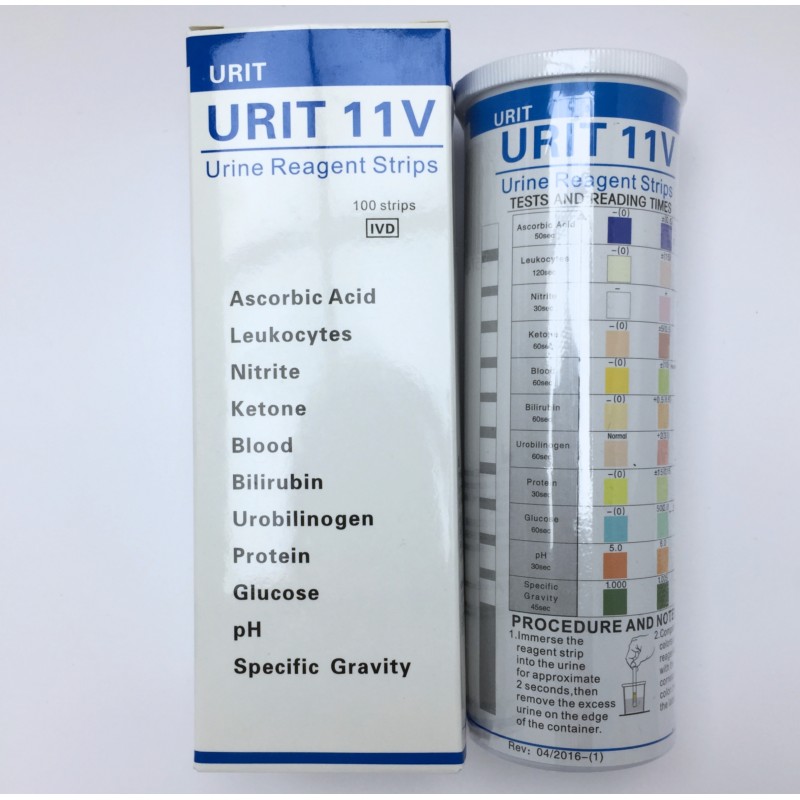 URIT
URIT 11V
Urine Reagent Strips
100 strips
IVD
Ascorbic Acid
Leukocytes
Nitrite
Ketone
Blood
Bilirubin
Urobilinogen
Protein
Glucose
pH
Specific Gravity
URIT
URIT 11V
Urine Reagent Strips
TESTS AND READING TIMES
Ascorbic Acid
50sec
-(0)
Leukocytes
120sec
-(0)
Nitrite
30sec
-
Ketone
60sec
-(0)
Blood
60sec
-(0)
Bilirubin
60sec
-(0)
Urobilinogen
60sec
Normal
Protein
30sec
-(0)
Glucose
60sec
-(0)
pH
30sec
5.0
Specific
Gravity
45sec
1.000
PROCEDURE AND NOTE
1.Immerse the
reagent strip
into the urine
for approximate
2 seconds,then
remove the excess
urine on the edge
of the container.
Rev: 04/2016-(1)